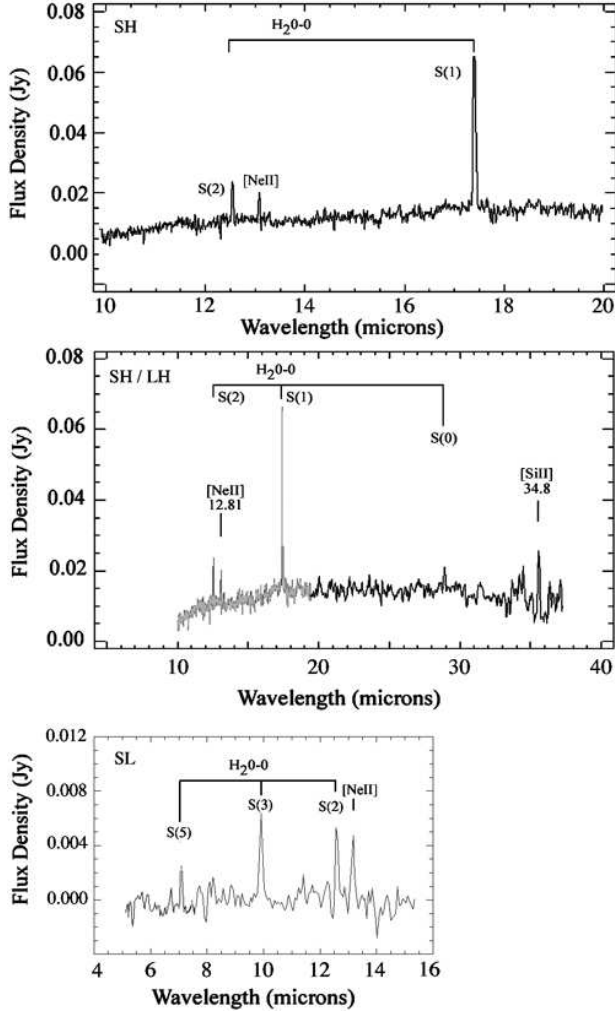 SH
H20-0
S(1)
S(2)
[NeII]
0.08
0.06
0.04
0.02
0.00
Flux Density (Jy)
10 12 14 16 18 20
Wavelength (microns)
SH / LH
H20-0
S(2) S(1)
S(0)
[NeII]
12.81
[SiII]
34.8
0.08
0.06
0.04
0.02
0.00
Flux Density (Jy)
10 20 30 40
Wavelength (microns)
SL
H20-0
S(5)
S(3)
S(2)
[NeII]
0.012
0.008
0.004
0.000
Flux Density (Jy)
4 6 8 10 12 14 16
Wavelength (microns)